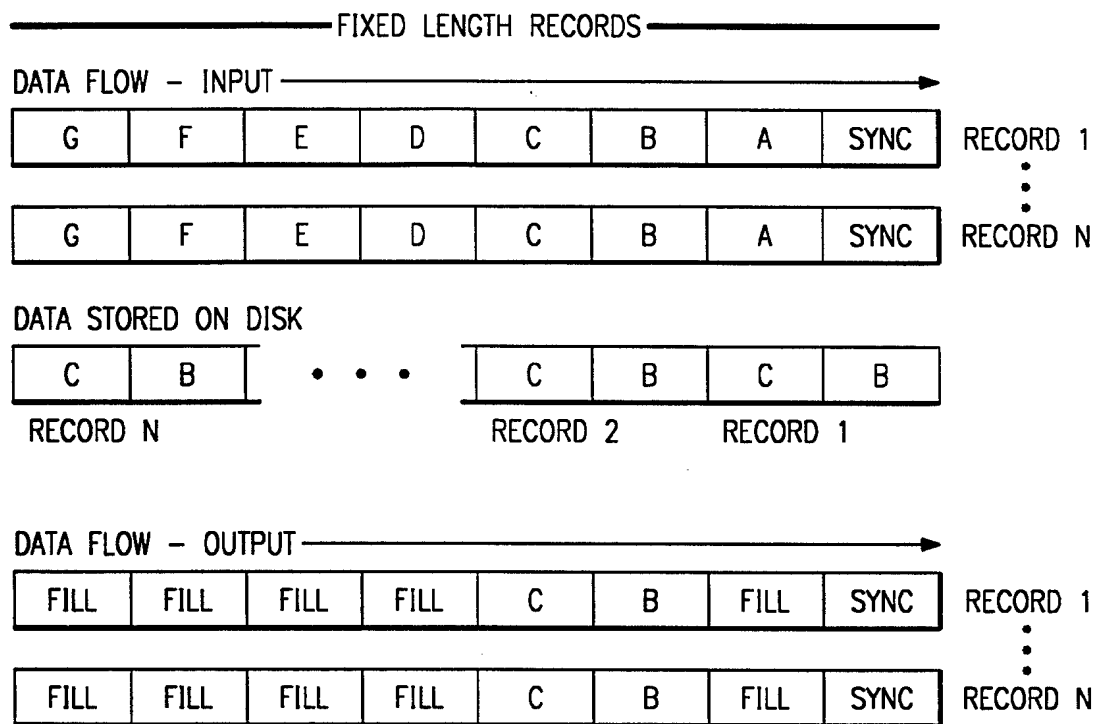 FIXED LENGTH RECORDS
DATA FLOW – INPUT
G F E D C B A SYNC RECORD 1
G F E D C B A SYNC RECORD N
DATA STORED ON DISK
C B C B C B
RECORD N RECORD 2 RECORD 1
DATA FLOW – OUTPUT
FILL FILL FILL FILL C B FILL SYNC RECORD 1
FILL FILL FILL FILL C B FILL SYNC RECORD N